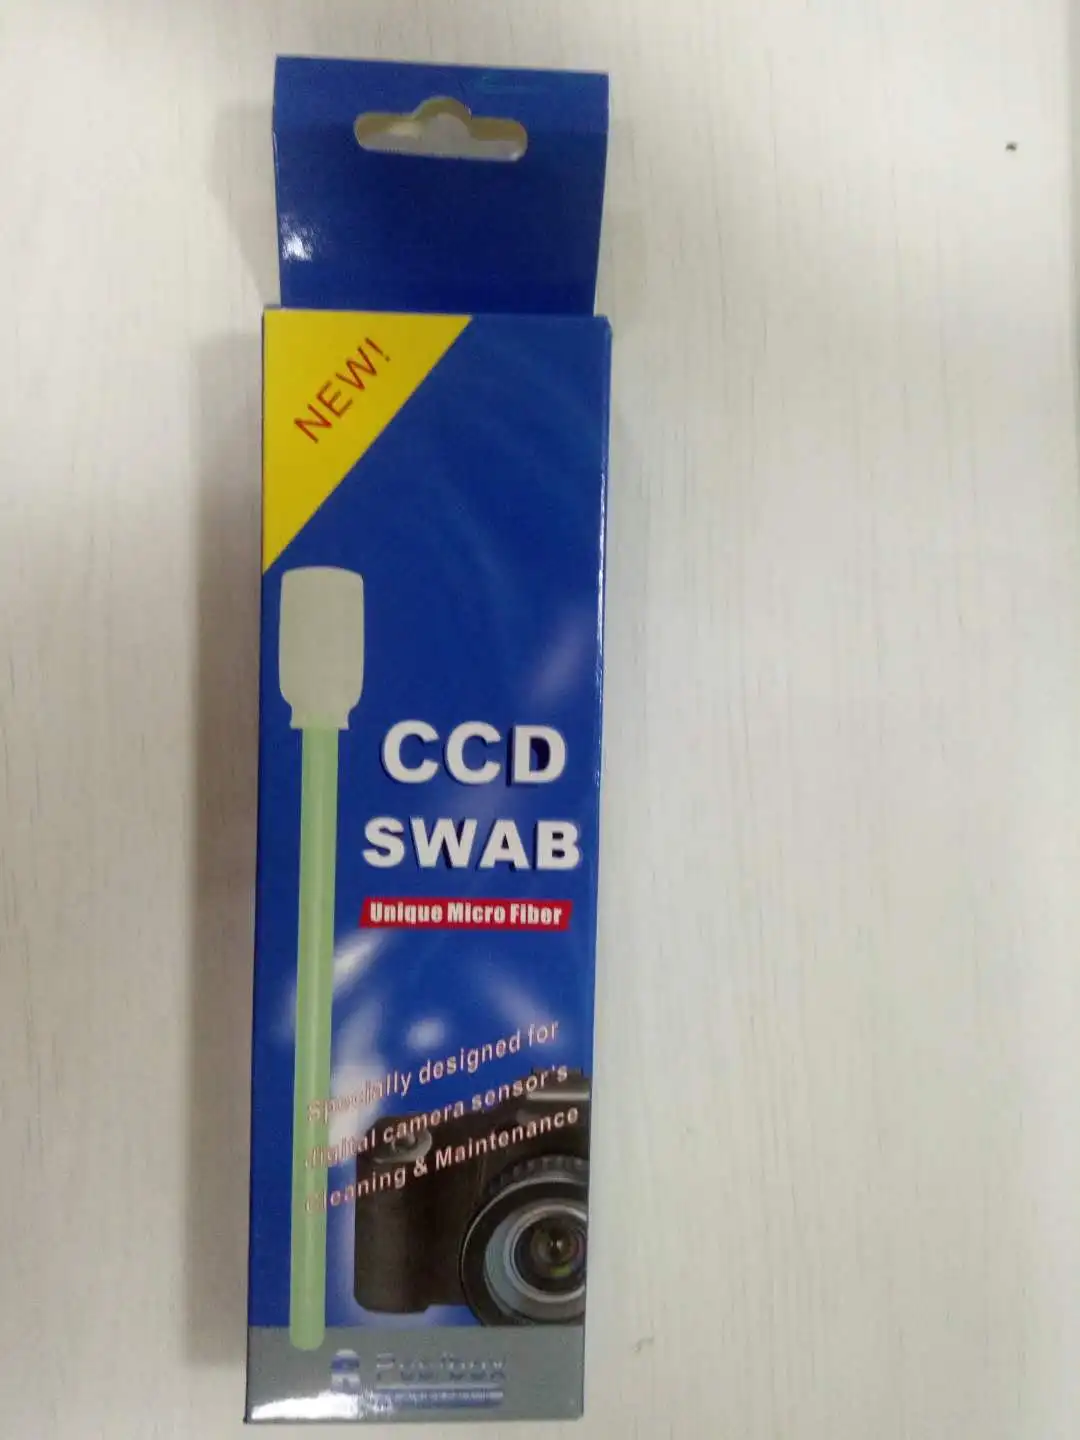 NEW!
CCD
SWAB
Unique Micro Fiber
Specially designed for
digital camera sensor's
Cleaning & Maintenance